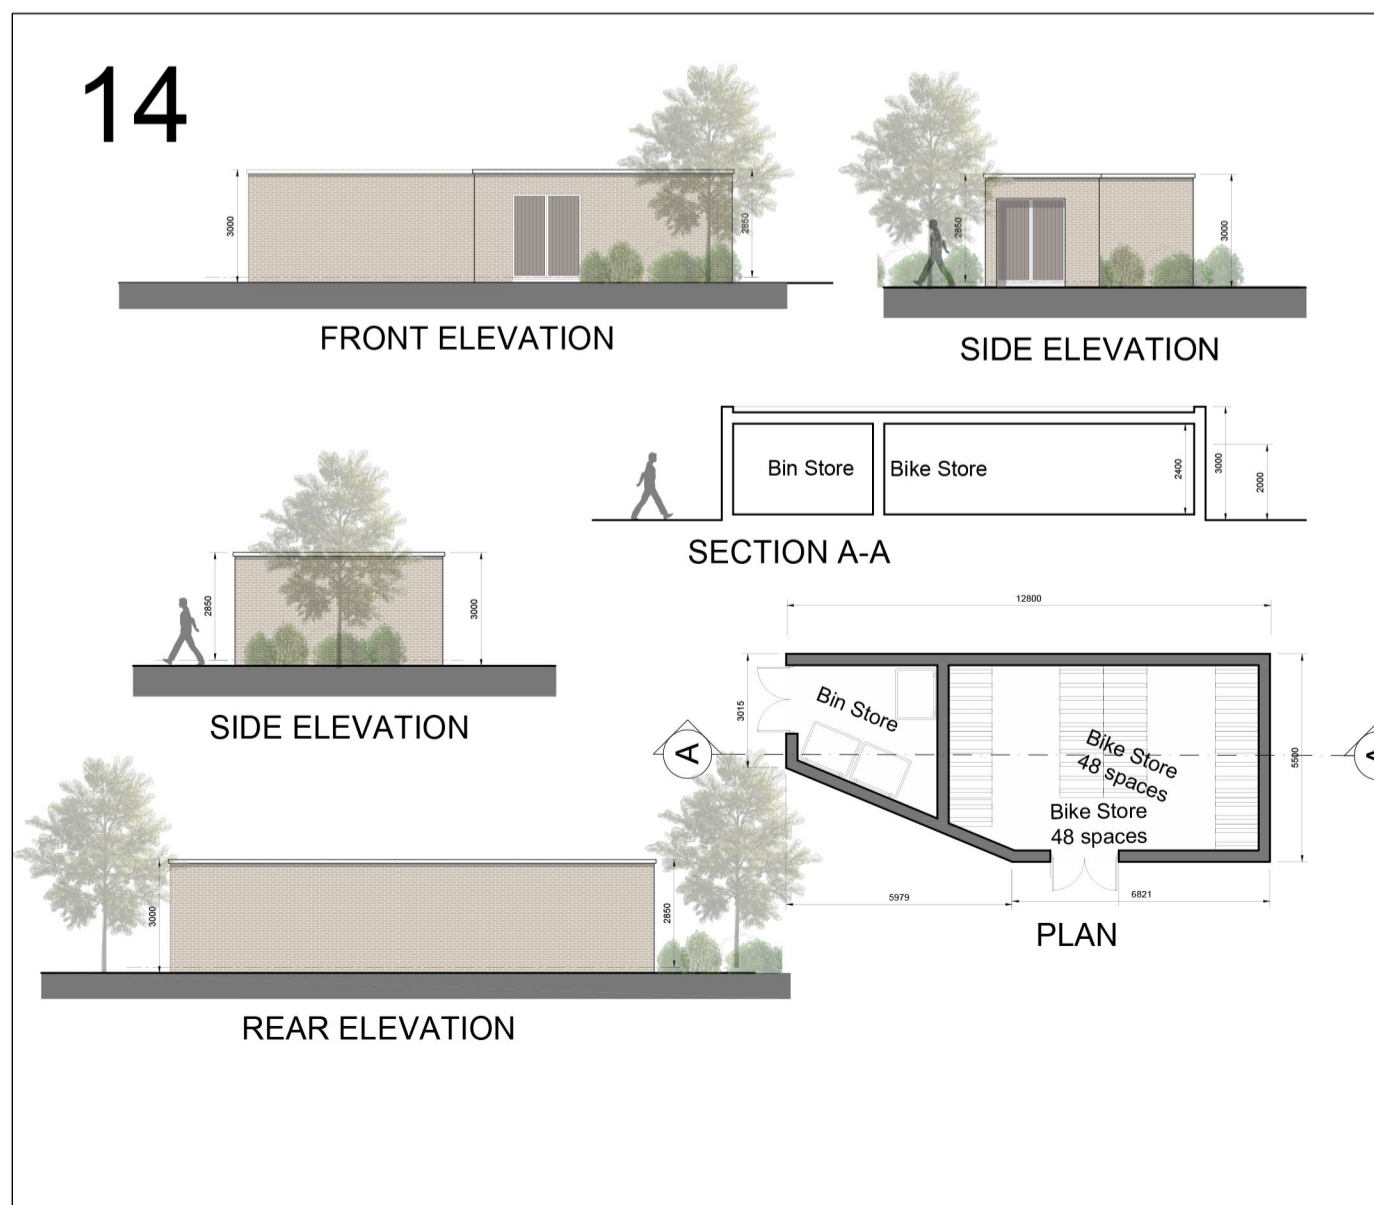 14
3000
2850
FRONT ELEVATION
2850
3000
SIDE ELEVATION
Bin Store
Bike Store
2400
3000
2000
SECTION A-A
2850
3000
SIDE ELEVATION
12800
3015
Bin Store
A
Bike Store
48 spaces
Bike Store
48 spaces
5500
5979
6821
PLAN
3000
2850
REAR ELEVATION